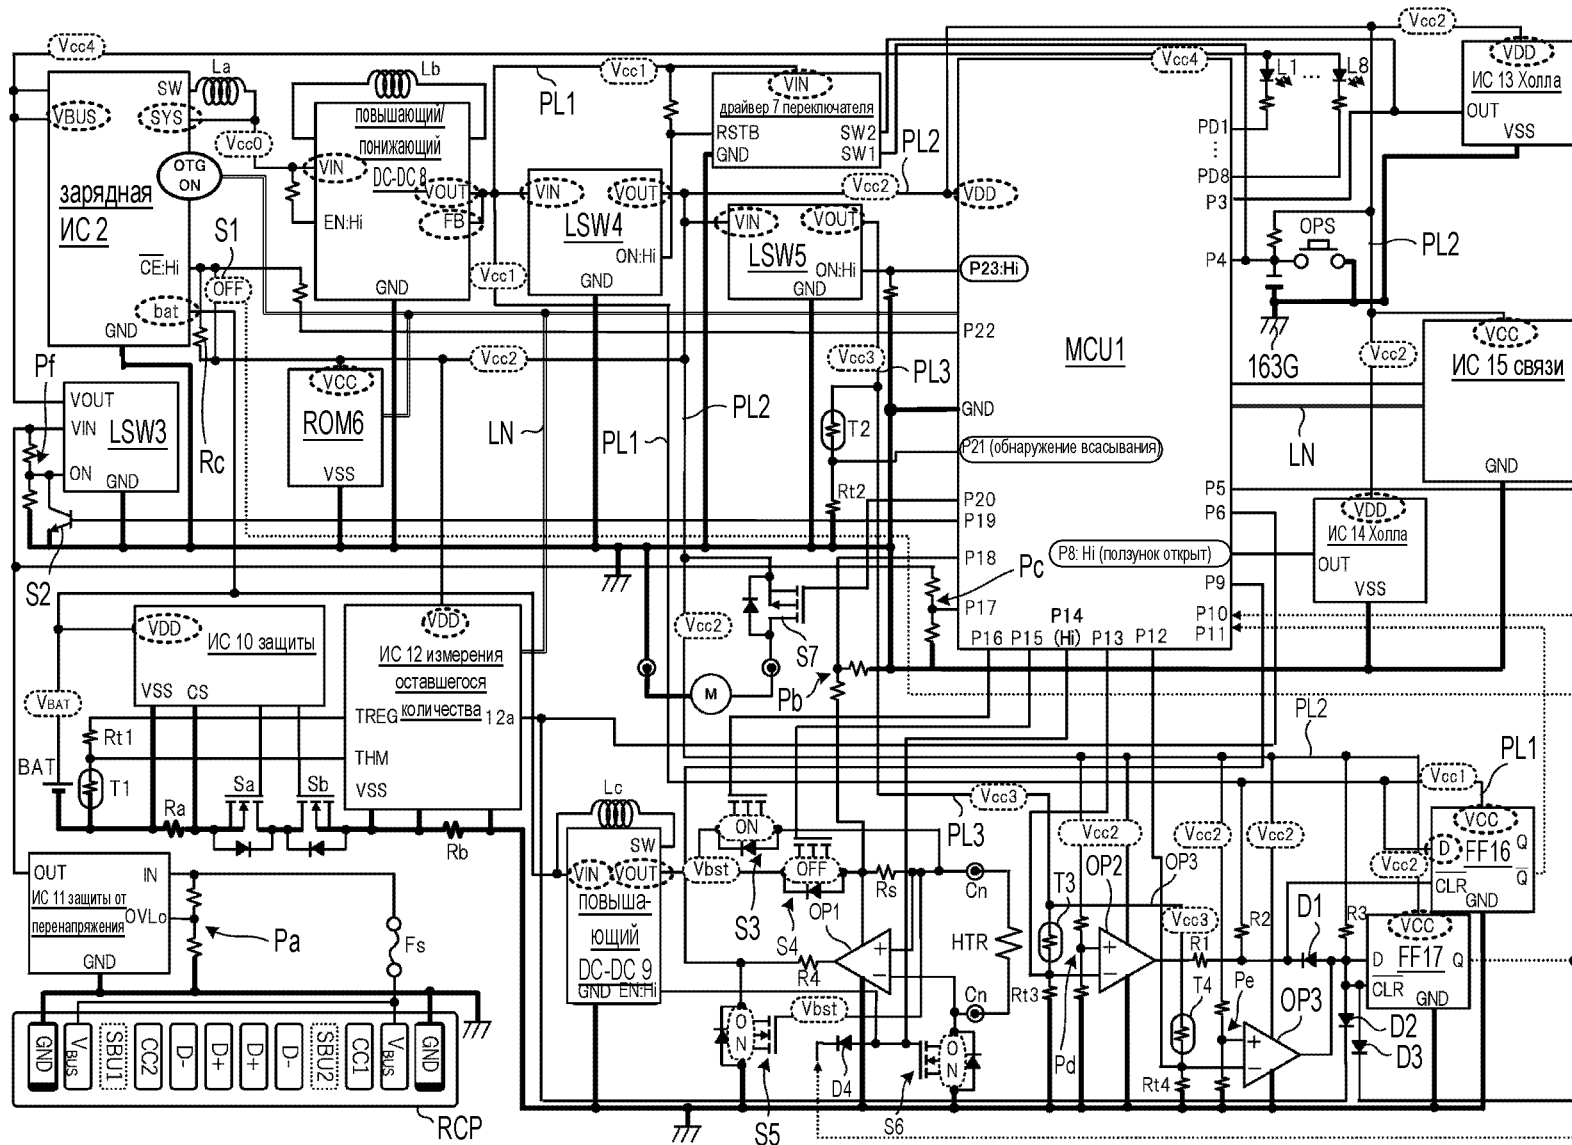 Vcc4
La
Lb
Vcc1
PL1
Vcc4
Vcc2
SW
VBUS
SYS
Vcc0
OTG
ON
зарядная
ИС 2
S1
CE:Hi
OFF
bat
GND
повышающий/
понижающий
DC-DC 8
VIN
VOUT
EN:Hi
FB
GND
VIN
VOUT
LSW4
ON:Hi
GND
Vcc1
VIN
драйвер 7 переключателя
RSTB
GND
SW2
SW1
PL2
Vcc2
VIN
VOUT
LSW5
ON:Hi
GND
MCU1
VDD
P23:Hi
P22
GND
P21 (обнаружение всасывания)
P20
P19
P18
P17
P16
P15
P14
(Hi)
P13
P12
PD1
PD8
P3
P4
P5
P6
P8: Hi (ползунок открыт)
P9
P10
P11
L1
...
L8
VDD
ИС 13 Холла
OUT
VSS
OPS
PL2
163G
Vcc2
VCC
ИС 15 связи
GND
LN
VDD
ИС 14 Холла
OUT
VSS
Pf
VOUT
VIN
LSW3
ON
GND
Rc
S2
VCC
ROM6
VSS
Vcc2
LN
PL1
PL2
Vcc3
PL3
T2
Rt2
Pc
S7
Vcc2
M
Pb
VDD
ИС 10 защиты
VSS
CS
VBAT
Rt1
BAT
T1
Ra
Sa
Sb
VDD
ИС 12 измерения
оставшегося
количества
12a
TREG
THM
VSS
Rb
OUT
IN
ИС 11 защиты от
перенапряжения
OVLo
GND
Pa
Fs
GND
VBUS
SBU1
CC2
D-
D+
D+
D-
SBU2
CC1
VBUS
GND
RCP
Lc
SW
VIN
VOUT
повыша-
ющий
DC-DC 9
GND
EN:Hi
Vbst
ON
S3
OFF
S4
OP1
Rs
R4
Cn
HTR
Cn
Vbst
ON
S5
D4
S6
ON
PL3
Vcc3
T3
Rt3
Vcc2
OP2
Pd
OP3
R1
Vcc3
T4
Rt4
Vcc2
Vcc2
R2
Pe
OP3
D1
R3
D2
D3
PL2
Vcc1
PL1
VCC
D
FF16
Q
Q
CLR
GND
Vcc2
VCC
FF17
D
Q
CLR
GND